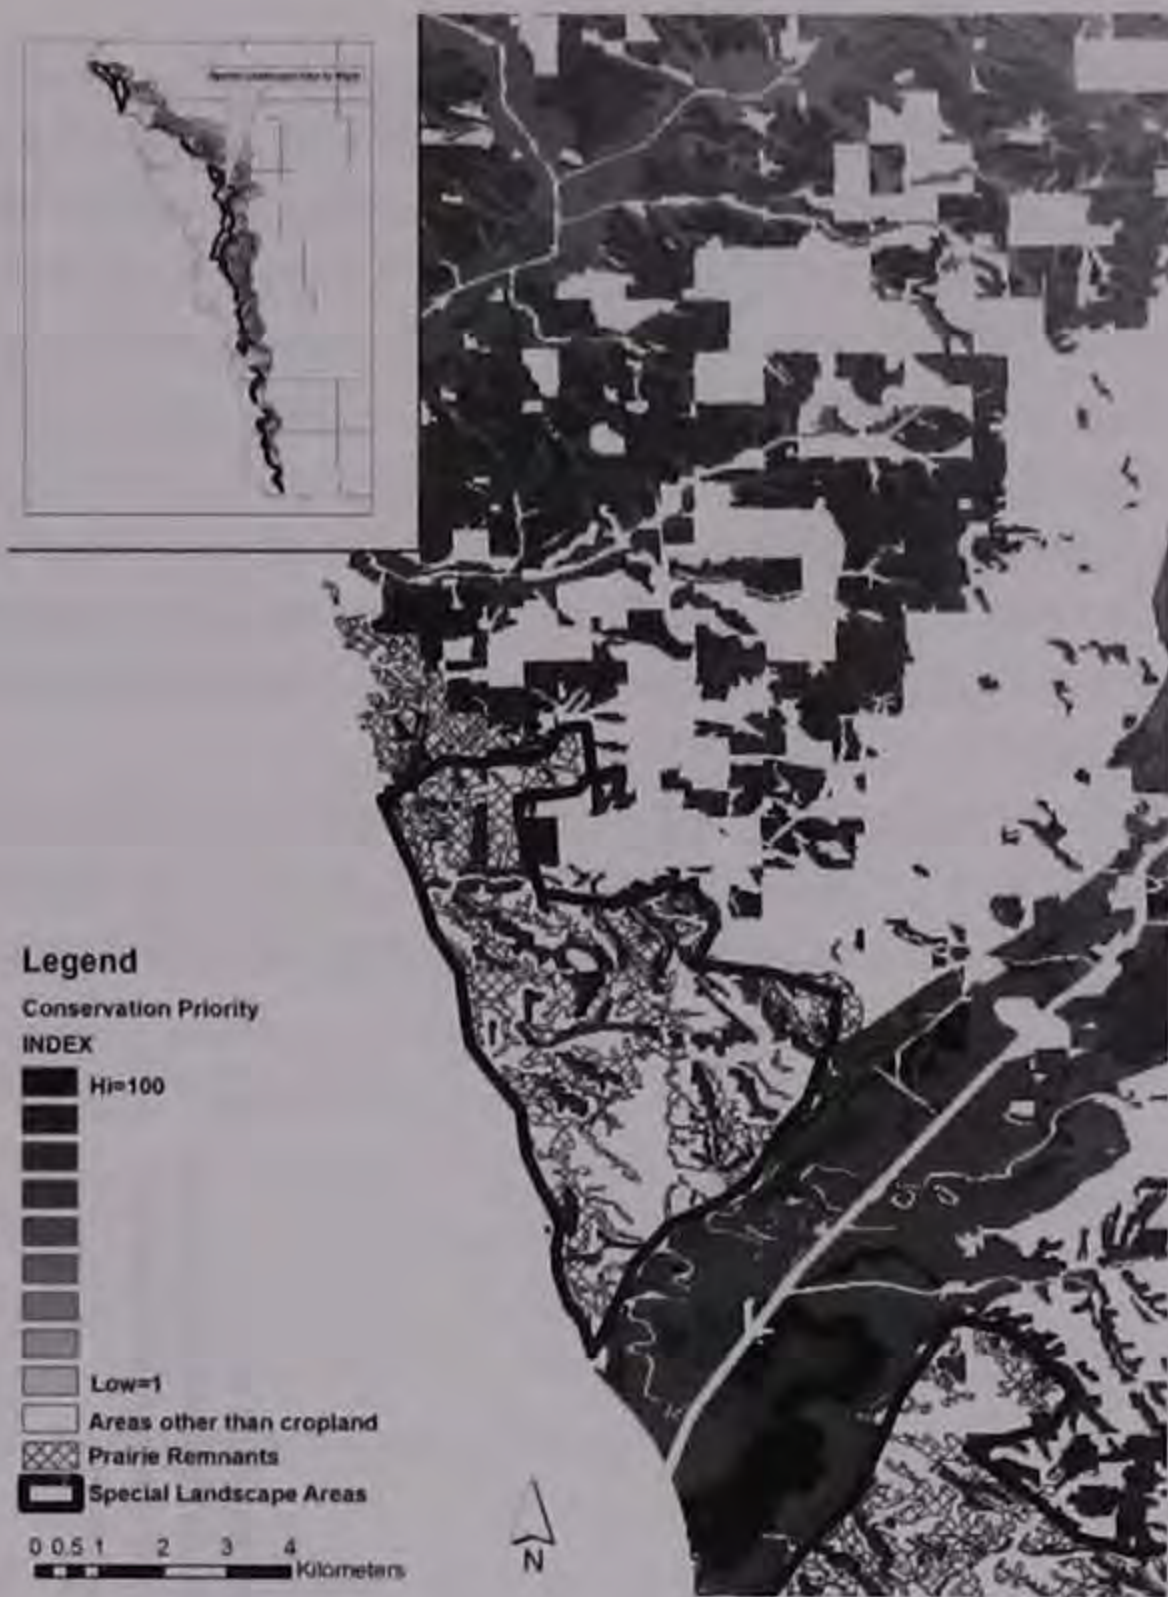 Legend
Conservation Priority
INDEX
Hi=100
Low=1
Areas other than cropland
Prairie Remnants
Special Landscape Areas
0 0.5 1 2 3 4
Kilometers
N